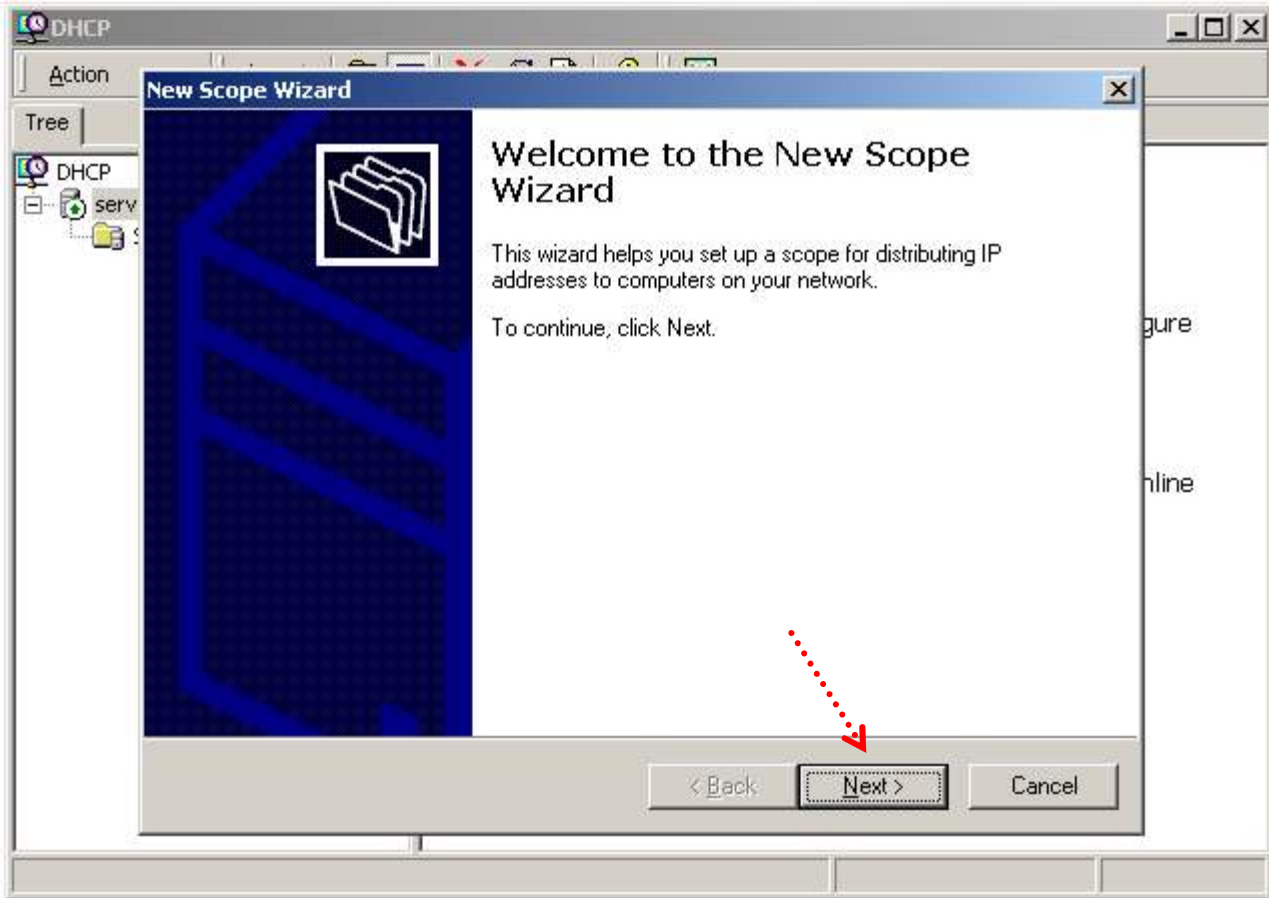 DHCP
Action
New Scope Wizard
Tree
DHCP
serv
Welcome to the New Scope
Wizard
This wizard helps you set up a scope for distributing IP
addresses to computers on your network.
To continue, click Next.
gure
nline
< Back
Next >
Cancel